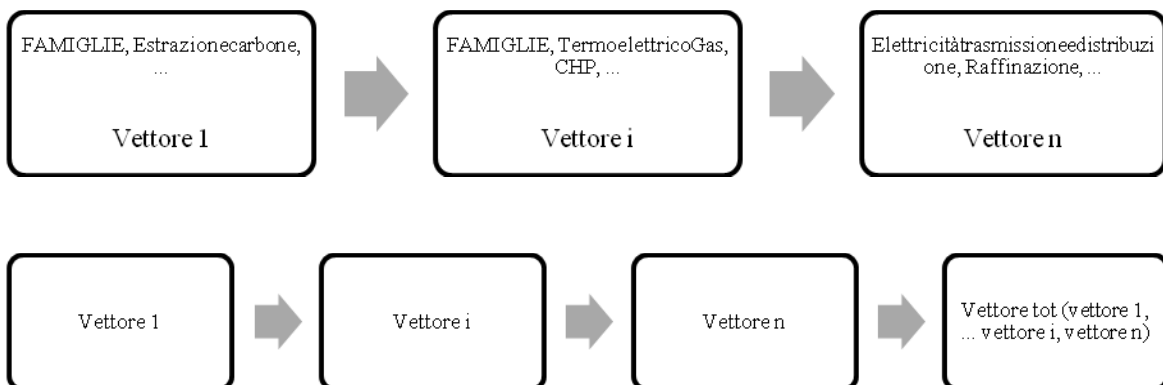 FAMIGLIE, Estrazionecarbone,
...
Vettore 1
FAMIGLIE, TermoelettricoGas,
CHP, ...
Vettore i
Elettricitàtrasmissioneedistribuzi
one, Raffinazione, ...
Vettore n
Vettore 1
Vettore i
Vettore n
Vettore tot (vettore 1,
... vettore i, vettore n)